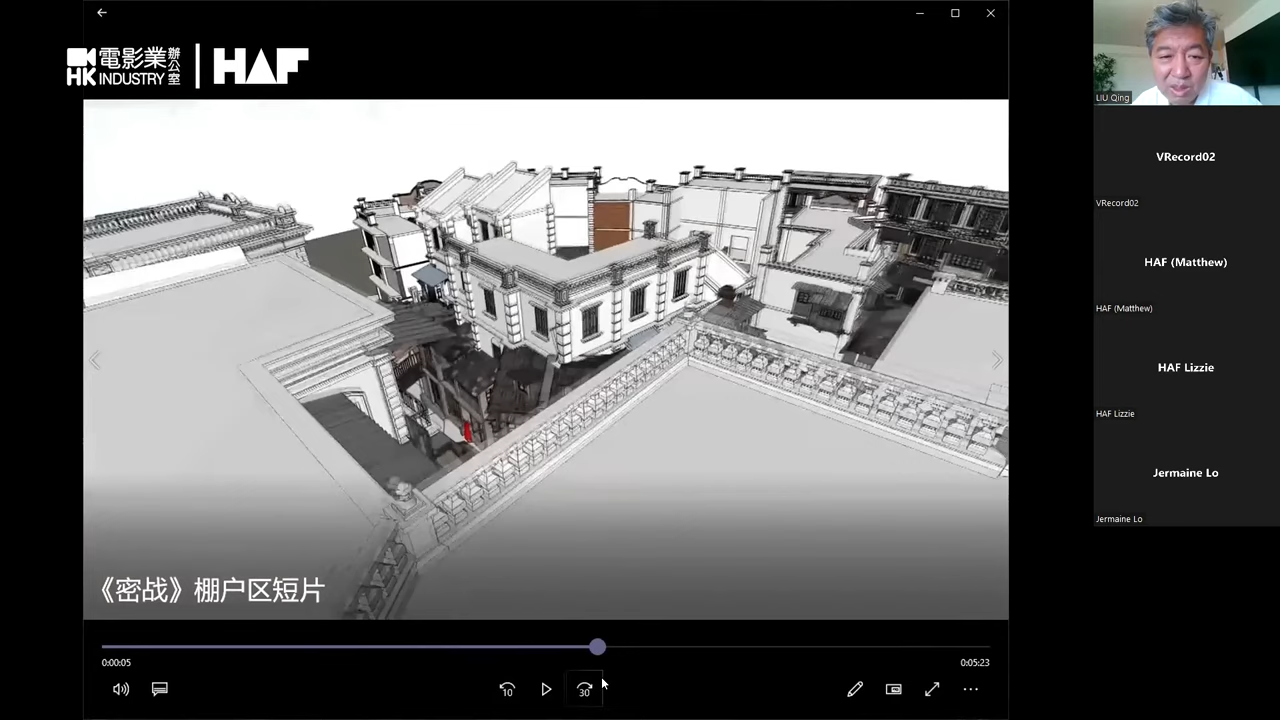 HK
電影業
INDUSTRY
辦公室
HAF
《密战》棚户区短片
0:00:05
0:05:23
10
30
LIU Qing
VRecord02
VRecord02
HAF (Matthew)
HAF (Matthew)
HAF Lizzie
HAF Lizzie
Jermaine Lo
Jermaine Lo